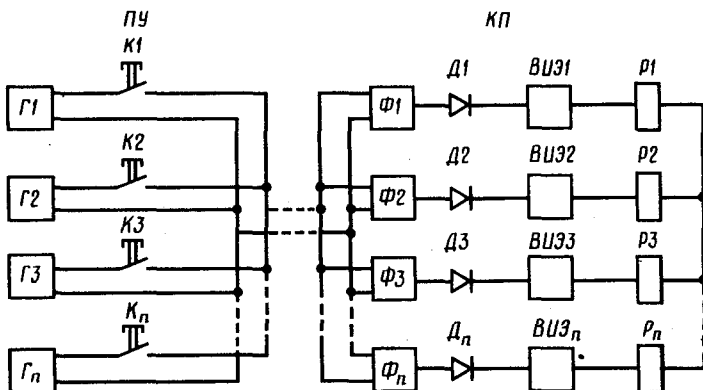 ПУ КП
К1 Д1 ВИЭ1 Р1
Г1 Ф1
К2 Д2 ВИЭ2 Р2
Г2 Ф2
К3 Д3 ВИЭ3 Р3
Г3 Ф3
Кп Дп ВИЭп Рп
Гп Фп